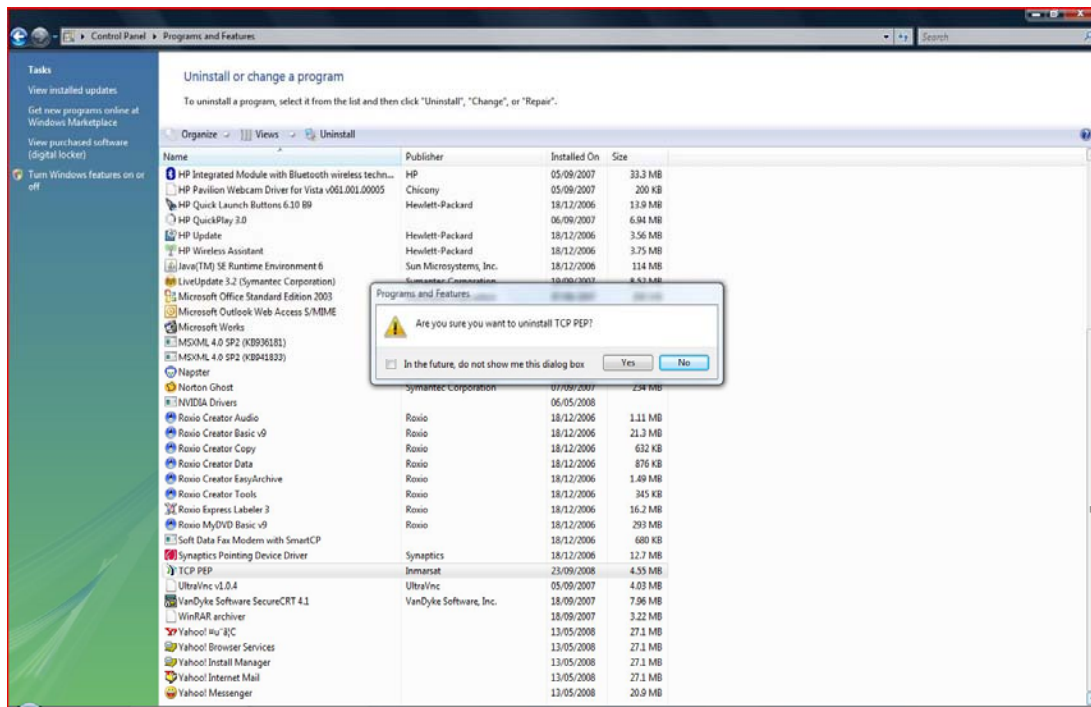 Control Panel ▸ Programs and Features
Search
Tasks
View installed updates
Get new programs online at
Windows Marketplace
View purchased software
(digital locker)
Turn Windows features on or
off
Uninstall or change a program
To uninstall a program, select it from the list and then click "Uninstall", "Change", or "Repair".
Organize Views Uninstall
Name Publisher Installed On Size
HP Integrated Module with Bluetooth wireless techn... HP 05/09/2007 33.3 MB
HP Pavilion Webcam Driver for Vista v061.001.00005 Chicony 05/09/2007 200 KB
HP Quick Launch Buttons 6.10 B9 Hewlett-Packard 18/12/2006 13.9 MB
HP QuickPlay 3.0 06/09/2007 6.94 MB
HP Update Hewlett-Packard 18/12/2006 3.56 MB
HP Wireless Assistant Hewlett-Packard 18/12/2006 3.75 MB
Java(TM) SE Runtime Environment 6 Sun Microsystems, Inc. 18/12/2006 114 MB
LiveUpdate 3.2 (Symantec Corporation) Symantec Corporation 19/09/2007 8.52 MB
Microsoft Office Standard Edition 2003
Microsoft Outlook Web Access S/MIME
Microsoft Works
MSXML 4.0 SP2 (KB936181)
MSXML 4.0 SP2 (KB941833)
Napster
Programs and Features
Are you sure you want to uninstall TCP PEP?
In the future, do not show me this dialog box Yes No
Norton Ghost Symantec Corporation 07/09/2007 234 MB
NVIDIA Drivers 06/05/2008
Roxio Creator Audio Roxio 18/12/2006 1.11 MB
Roxio Creator Basic v9 Roxio 18/12/2006 21.3 MB
Roxio Creator Copy Roxio 18/12/2006 632 KB
Roxio Creator Data Roxio 18/12/2006 876 KB
Roxio Creator EasyArchive Roxio 18/12/2006 1.49 MB
Roxio Creator Tools Roxio 18/12/2006 345 KB
Roxio Express Labeler 3 Roxio 18/12/2006 16.2 MB
Roxio MyDVD Basic v9 Roxio 18/12/2006 293 MB
Soft Data Fax Modem with SmartCP 18/12/2006 680 KB
Synaptics Pointing Device Driver Synaptics 18/12/2006 12.7 MB
TCP PEP Inmarsat 23/09/2008 4.55 MB
UltraVnc v1.0.4 UltraVnc 05/09/2007 4.03 MB
VanDyke Software SecureCRT 4.1 VanDyke Software, Inc. 18/09/2007 7.96 MB
WinRAR archiver 18/09/2007 3.22 MB
Yahoo! 13/05/2008 27.1 MB
Yahoo! Browser Services 13/05/2008 27.1 MB
Yahoo! Install Manager 13/05/2008 27.1 MB
Yahoo! Internet Mail 13/05/2008 27.1 MB
Yahoo! Messenger 13/05/2008 20.9 MB